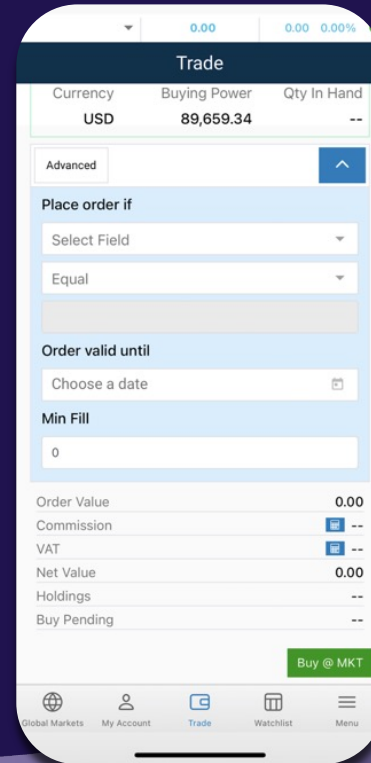 0.00 0.00 0.00%
Trade
Currency Buying Power Qty In Hand
USD 89,659.34 --
Advanced
Place order if
Select Field
Equal
Order valid until
Choose a date
Min Fill
0
Order Value 0.00
Commission --
VAT --
Net Value 0.00
Holdings --
Buy Pending --
Buy @ MKT
Global Markets My Account Trade Watchlist Menu